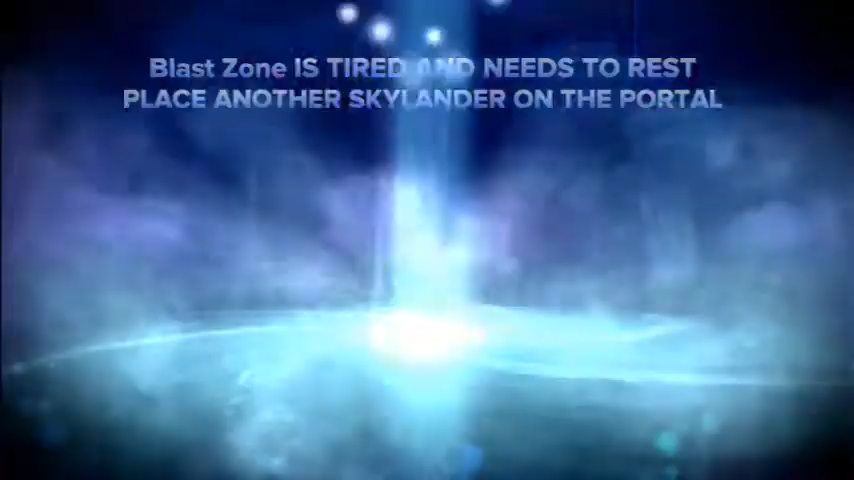 Blast Zone IS TIRED AND NEEDS TO REST
PLACE ANOTHER SKYLANDER ON THE PORTAL